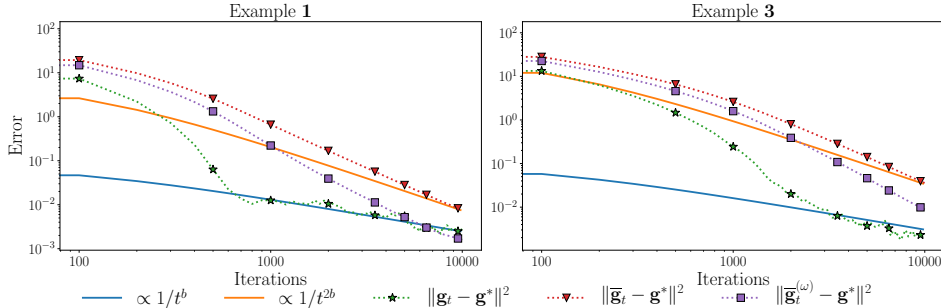 Example 1
Example 3
Error
10^2
10^1
10^0
10^{-1}
10^{-2}
10^{-3}
100
1000
10000
Iterations
10^2
10^1
10^0
10^{-1}
10^{-2}
100
1000
10000
Iterations
∝ 1/t^b
∝ 1/t^{2b}
‖g_t − g*‖^2
‖g̅_t − g*‖^2
‖g̅_t^{(ω)} − g*‖^2